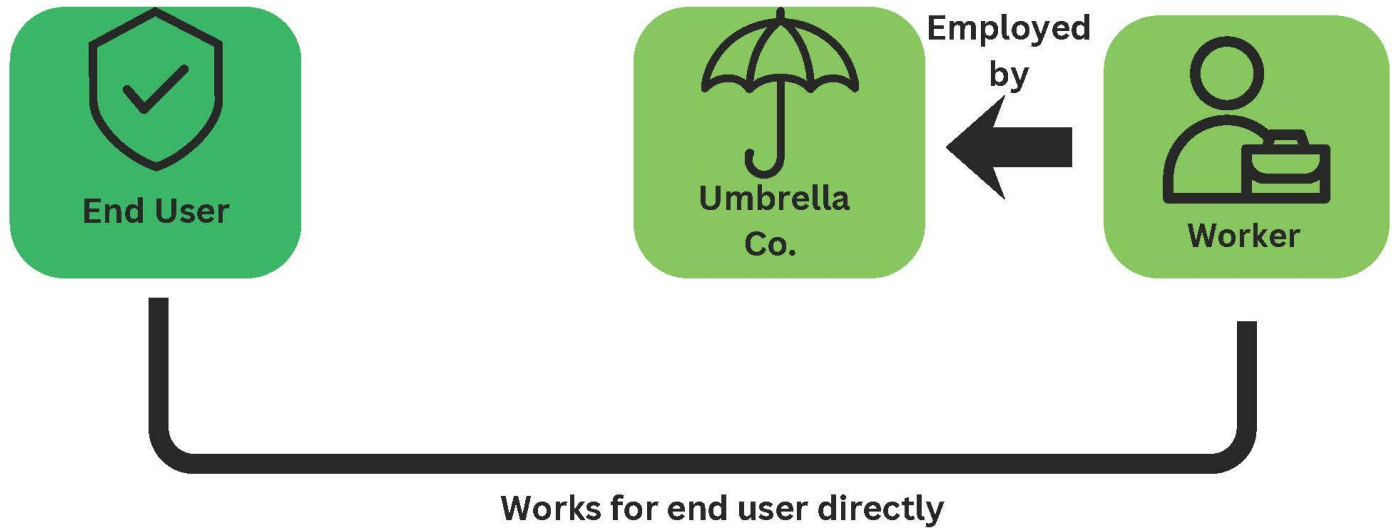 End User
Umbrella
Co.
Employed
by
Worker
Works for end user directly